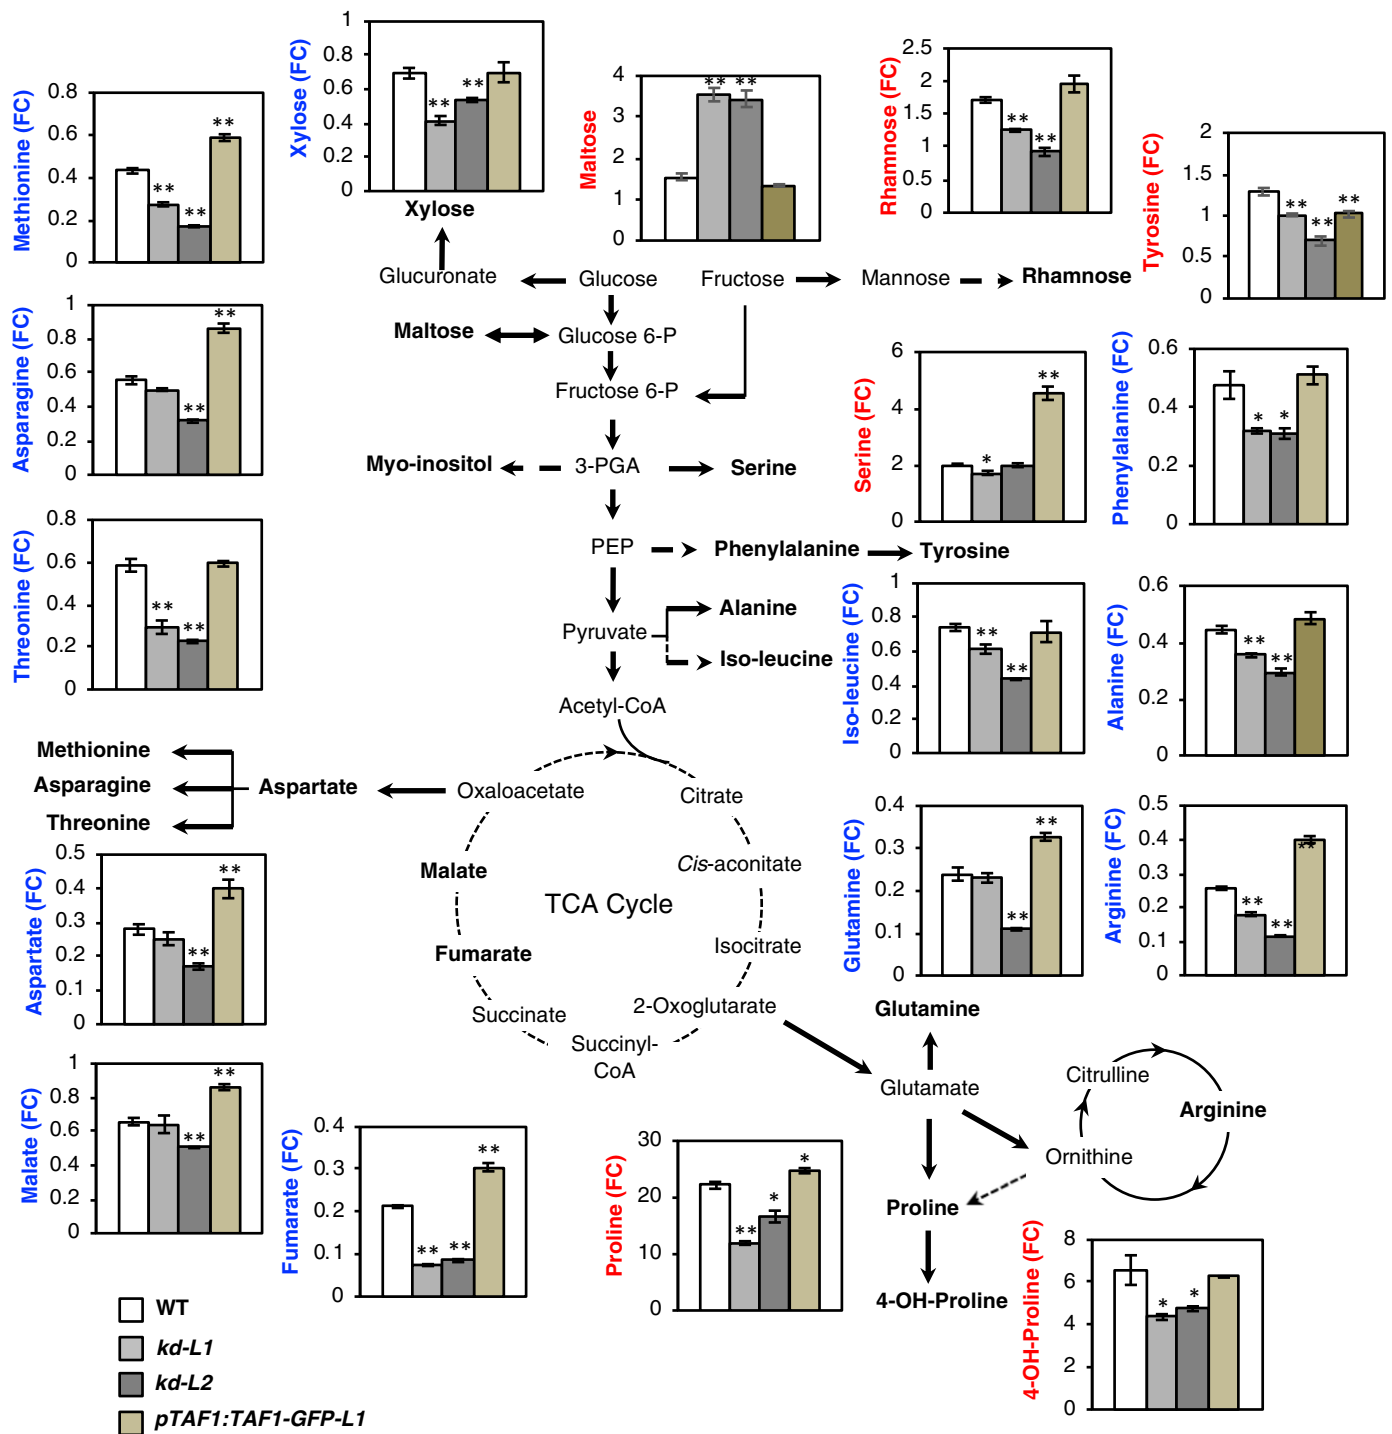 Xylose (FC)
1
0.8
0.6
0.4
0.2
0
**
**
Xylose
Maltose
4
3
2
1
0
**
**
Rhamnose (FC)
2.5
2
1.5
1
0.5
0
**
**
Methionine (FC)
0.8
0.6
0.4
0.2
0
**
**
**
Tyrosine (FC)
2
1.5
1
0.5
0
**
**
**
Glucuronate
Glucose
Fructose
Mannose
Rhamnose
Maltose
Glucose 6-P
Fructose 6-P
Asparagine (FC)
1
0.8
0.6
0.4
0.2
0
**
**
Serine (FC)
6
4
2
0
*
**
Phenylalanine (FC)
0.6
0.4
0.2
0
*
*
Myo-inositol
3-PGA
Serine
Threonine (FC)
0.8
0.6
0.4
0.2
0
**
**
PEP
Phenylalanine
Tyrosine
Pyruvate
Alanine
Iso-leucine
Acetyl-CoA
Iso-leucine (FC)
1
0.8
0.6
0.4
0.2
0
**
**
Alanine (FC)
0.6
0.4
0.2
0
**
**
Methionine
Asparagine
Threonine
Aspartate
Oxaloacetate
Citrate
Malate
Cis-aconitate
TCA Cycle
Fumarate
Isocitrate
Succinate
2-Oxoglutarate
Succinyl-
CoA
Aspartate (FC)
0.5
0.4
0.3
0.2
0.1
0
**
**
Glutamine (FC)
0.4
0.3
0.2
0.1
0
**
**
Glutamine
Arginine (FC)
0.5
0.4
0.3
0.2
0.1
0
**
**
**
Glutamate
Citrulline
Arginine
Ornithine
Proline
4-OH-Proline
Malate (FC)
1
0.8
0.6
0.4
0.2
0
**
**
Fumarate (FC)
0.4
0.3
0.2
0.1
0
**
**
**
Proline (FC)
30
20
10
0
**
*
*
4-OH-Proline (FC)
8
6
4
2
0
*
*
WT
kd-L1
kd-L2
pTAF1:TAF1-GFP-L1